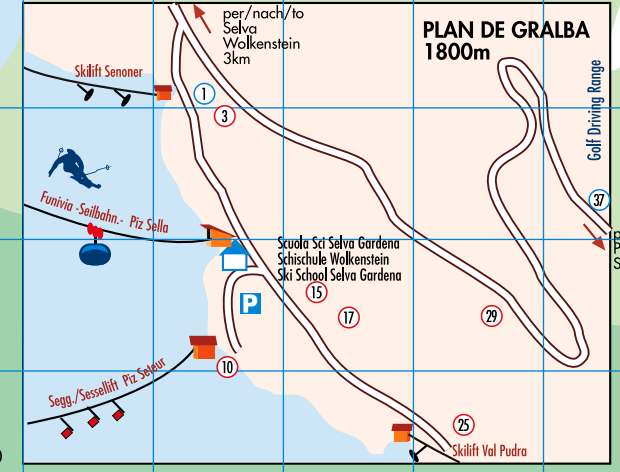 per/nach/to
Selva
Wolkenstein
3km
PLAN DE GRALBA
1800m
Skilift Senoner
1
3
Golf Driving Range
37
Funivia -Seilbahn.- Piz Sella
Scuola Sci Selva Gardena
Schischule Wolkenstein
Ski School Selva Gardena
P
15
17
29
10
Segg./Sessellift Piz Seteur
25
Skilift Val Pudra
p
P
S